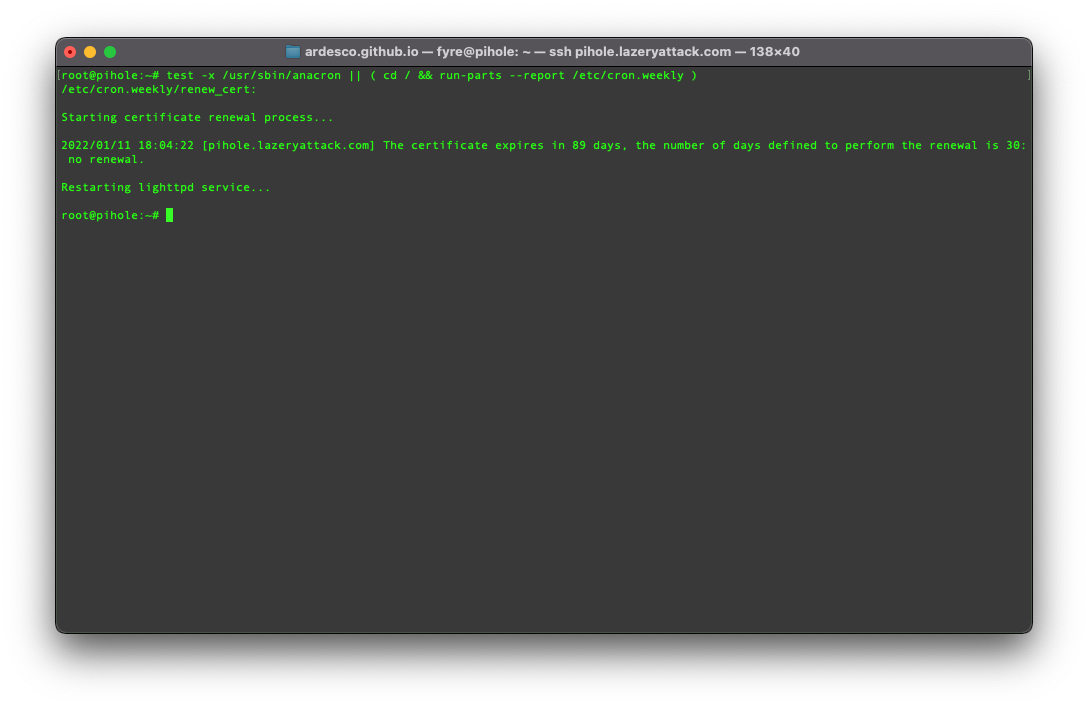 ardesco.github.io — fyre@pihole: ~ — ssh pihole.lazeryattack.com — 138×40
[root@pihole:~# test -x /usr/sbin/anacron || ( cd / && run-parts --report /etc/cron.weekly ) ]
/etc/cron.weekly/renew_cert:
Starting certificate renewal process...
2022/01/11 18:04:22 [pihole.lazeryattack.com] The certificate expires in 89 days, the number of days defined to perform the renewal is 30:
no renewal.
Restarting lighttpd service...
root@pihole:~#